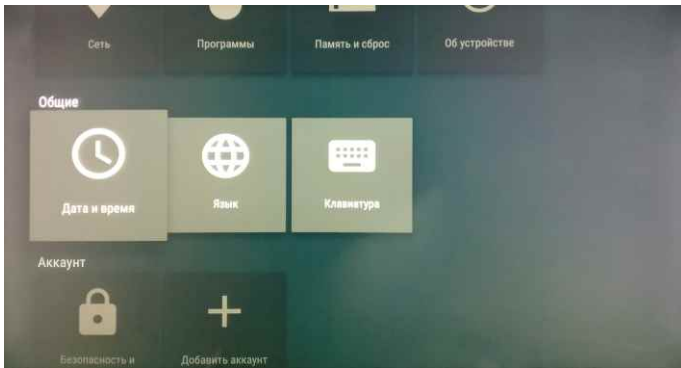 Сеть
Программы
Память и сброс
Об устройстве
Общие
Дата и время
Язык
Клавиатура
Аккаунт
Безопасность и
Добавить аккаунт